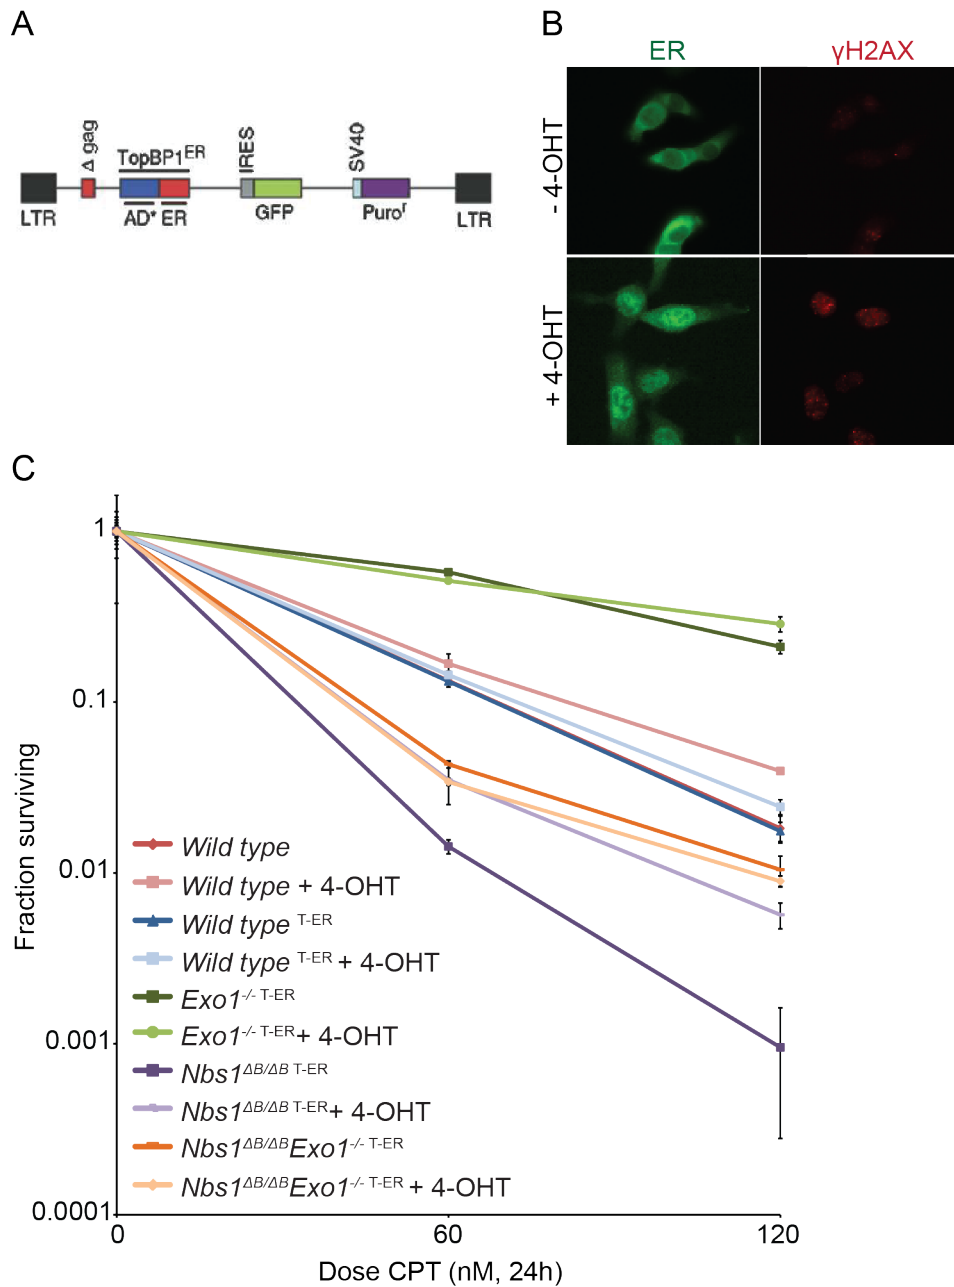 A
Δ gag
TopBP1ER
IRES
SV40
LTR
AD* ER
GFP
Puror
LTR
B
ER
γH2AX
- 4-OHT
+ 4-OHT
C
Fraction surviving
1
0.1
0.01
0.001
0.0001
Wild type
Wild type + 4-OHT
Wild type T-ER
Wild type T-ER + 4-OHT
Exo1-/- T-ER
Exo1-/- T-ER + 4-OHT
Nbs1ΔB/ΔB T-ER
Nbs1ΔB/ΔB T-ER + 4-OHT
Nbs1ΔB/ΔBExo1-/- T-ER
Nbs1ΔB/ΔBExo1-/- T-ER + 4-OHT
0
60
120
Dose CPT (nM, 24h)